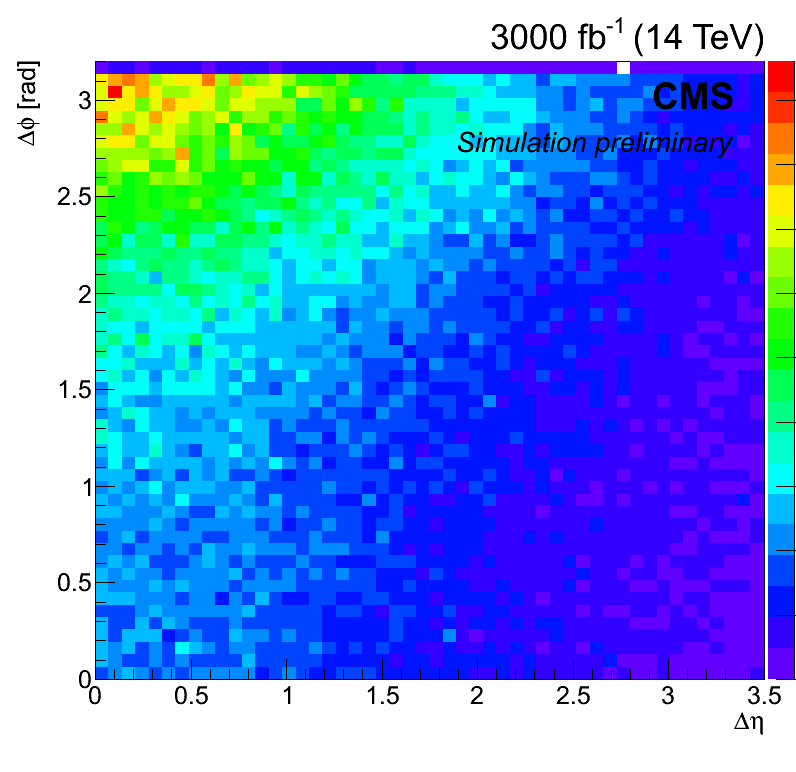 3000 fb-1 (14 TeV)
Δϕ [rad]
CMS
Simulation preliminary
3
2.5
2
1.5
1
0.5
0
0 0.5 1 1.5 2 2.5 3 3.5
Δη